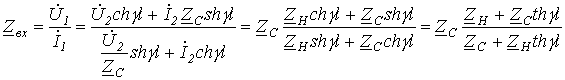 Z_вх = U̇_1 / İ_1 = (U̇_2 chγl + İ_2 Z_C shγl) / ((U̇_2 / Z_C) shγl + İ_2 chγl) = Z_C (Z_H chγl + Z_C shγl) / (Z_H shγl + Z_C chγl) = Z_C (Z_H + Z_C thγl) / (Z_C + Z_H thγl)